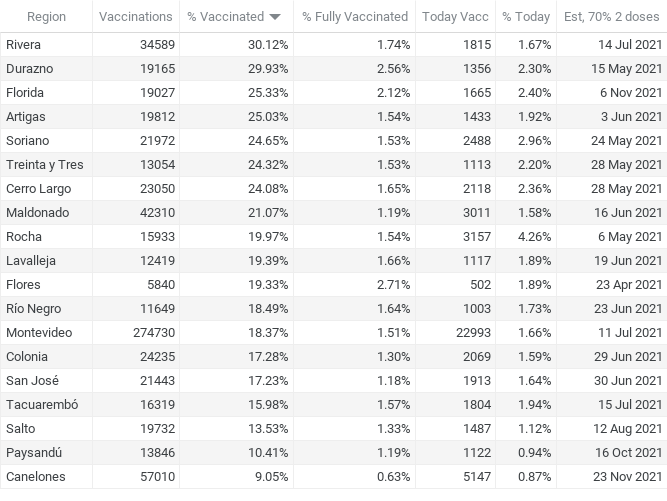 Region Vaccinations % Vaccinated % Fully Vaccinated Today Vacc % Today Est, 70% 2 doses
Rivera 34589 30.12% 1.74% 1815 1.67% 14 Jul 2021
Durazno 19165 29.93% 2.56% 1356 2.30% 15 May 2021
Florida 19027 25.33% 2.12% 1665 2.40% 6 Nov 2021
Artigas 19812 25.03% 1.54% 1433 1.92% 3 Jun 2021
Soriano 21972 24.65% 1.53% 2488 2.96% 24 May 2021
Treinta y Tres 13054 24.32% 1.53% 1113 2.20% 28 May 2021
Cerro Largo 23050 24.08% 1.65% 2118 2.36% 28 May 2021
Maldonado 42310 21.07% 1.19% 3011 1.58% 16 Jun 2021
Rocha 15933 19.97% 1.54% 3157 4.26% 6 May 2021
Lavalleja 12419 19.39% 1.66% 1117 1.89% 19 Jun 2021
Flores 5840 19.33% 2.71% 502 1.89% 23 Apr 2021
Río Negro 11649 18.49% 1.64% 1003 1.73% 23 Jun 2021
Montevideo 274730 18.37% 1.51% 22993 1.66% 11 Jul 2021
Colonia 24235 17.28% 1.30% 2069 1.59% 29 Jun 2021
San José 21443 17.23% 1.18% 1913 1.64% 30 Jun 2021
Tacuarembó 16319 15.98% 1.57% 1804 1.94% 15 Jul 2021
Salto 19732 13.53% 1.33% 1487 1.12% 12 Aug 2021
Paysandú 13846 10.41% 1.19% 1122 0.94% 16 Oct 2021
Canelones 57010 9.05% 0.63% 5147 0.87% 23 Nov 2021